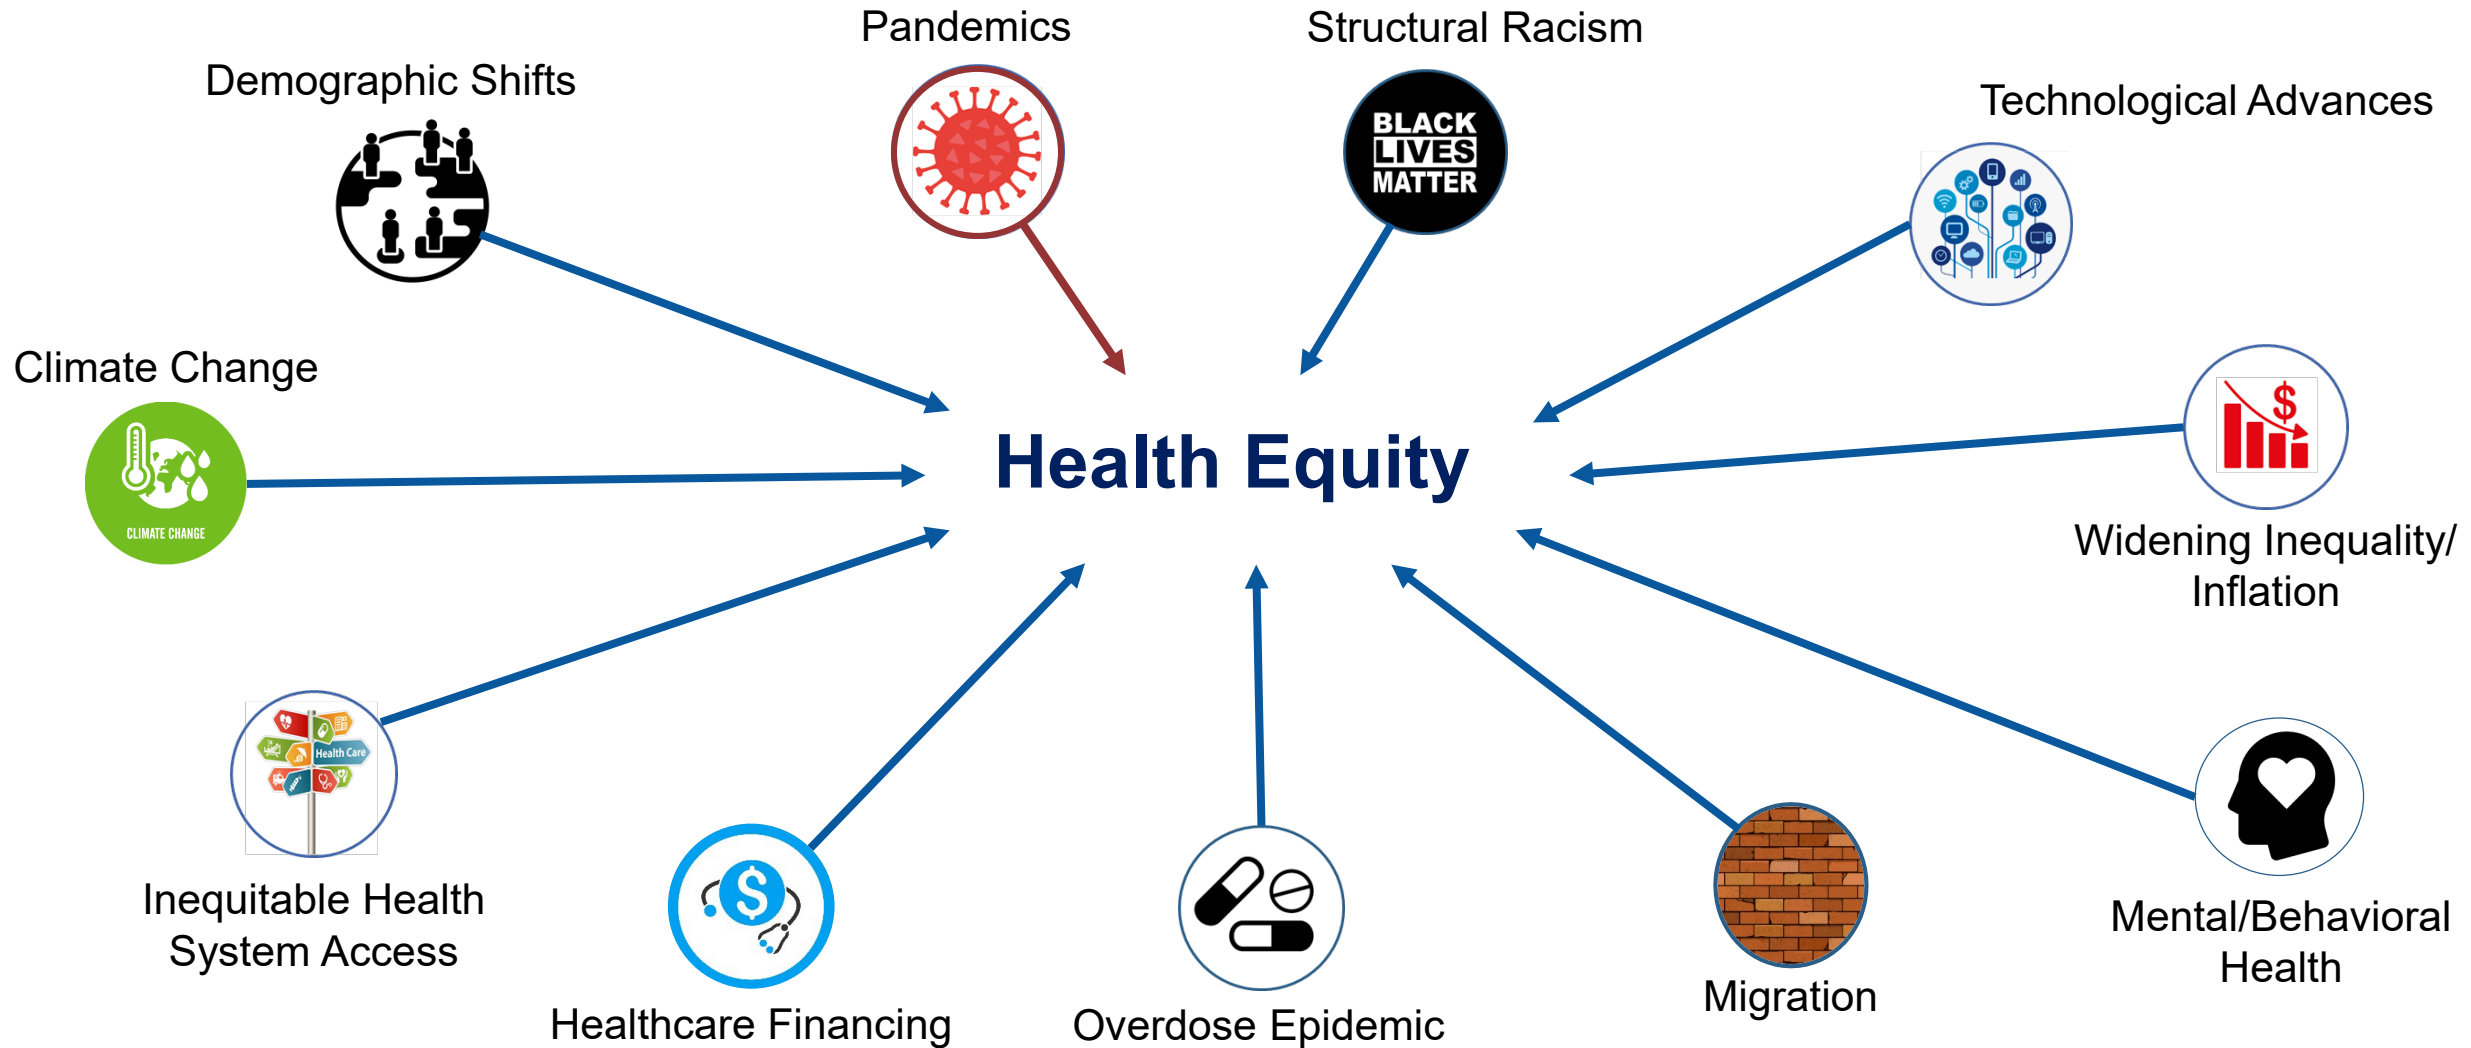 Pandemics
Structural Racism
Demographic Shifts
Technological Advances
BLACK
LIVES
MATTER
Climate Change
CLIMATE CHANGE
Health Equity
$
Widening Inequality/
Inflation
Health Care
Inequitable Health
System Access
$
Healthcare Financing
Overdose Epidemic
Migration
Mental/Behavioral
Health